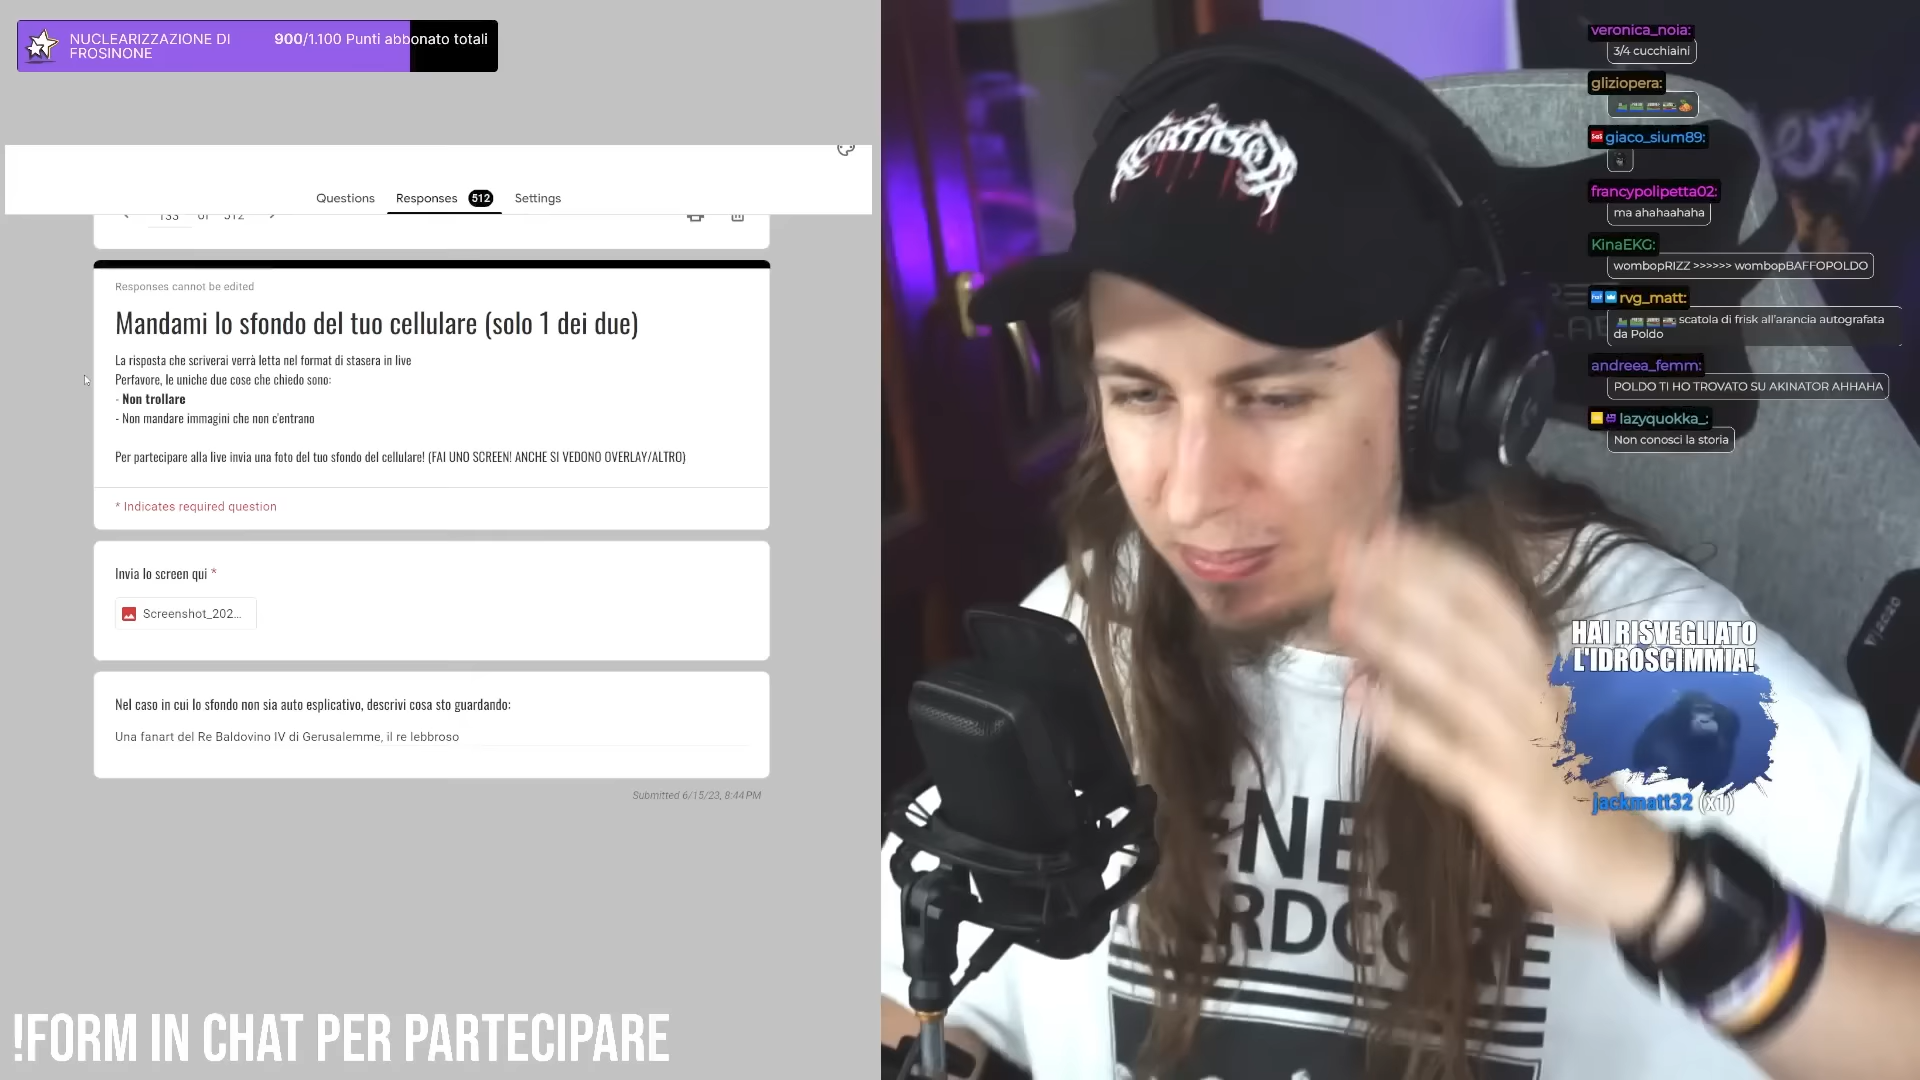 NUCLEARIZZAZIONE DI
FROSINONE
900/1.100 Punti abbonato totali
Questions
Responses 512
Settings
133 of 512
Responses cannot be edited
Mandami lo sfondo del tuo cellulare (solo 1 dei due)
La risposta che scriverai verrà letta nel format di stasera in live
Perfavore, le uniche due cose che chiedo sono:
- Non trollare
- Non mandare immagini che non c'entrano
Per partecipare alla live invia una foto del tuo sfondo del cellulare! (FAI UNO SCREEN! ANCHE SI VEDONO OVERLAY/ALTRO)
* Indicates required question
Invia lo screen qui *
Screenshot_202...
Nel caso in cui lo sfondo non sia auto esplicativo, descrivi cosa sto guardando:
Una fanart del Re Baldovino IV di Gerusalemme, il re lebbroso
Submitted 6/15/23, 8:44 PM
!FORM IN CHAT PER PARTECIPARE
veronica_noia:
3/4 cucchiaini
gliziopera:
giaco_sium89:
francypolipetta02:
ma ahahaahaha
KinaEKG:
wombopRIZZ >>>>>> wombopBAFFOPOLDO
rvg_matt:
scatola di frisk all'arancia autografata
da Poldo
andreea_femm:
POLDO TI HO TROVATO SU AKINATOR AHHAHA
lazyquokka_:
Non conosci la storia
HAI RISVEGLIATO
L'IDROSCIMMIA!
jackmatt32 (x1)